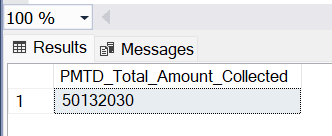 100 %
Results Messages
PMTD_Total_Amount_Collected
1 50132030